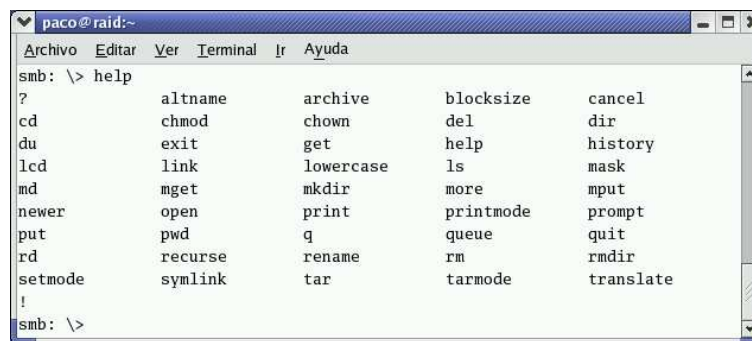 paco@raid:~
Archivo Editar Ver Terminal Ir Ayuda
smb: \> help
? altname archive blocksize cancel
cd chmod chown del dir
du exit get help history
lcd link lowercase ls mask
md mget mkdir more mput
newer open print printmode prompt
put pwd q queue quit
rd recurse rename rm rmdir
setmode symlink tar tarmode translate
!
smb: \>